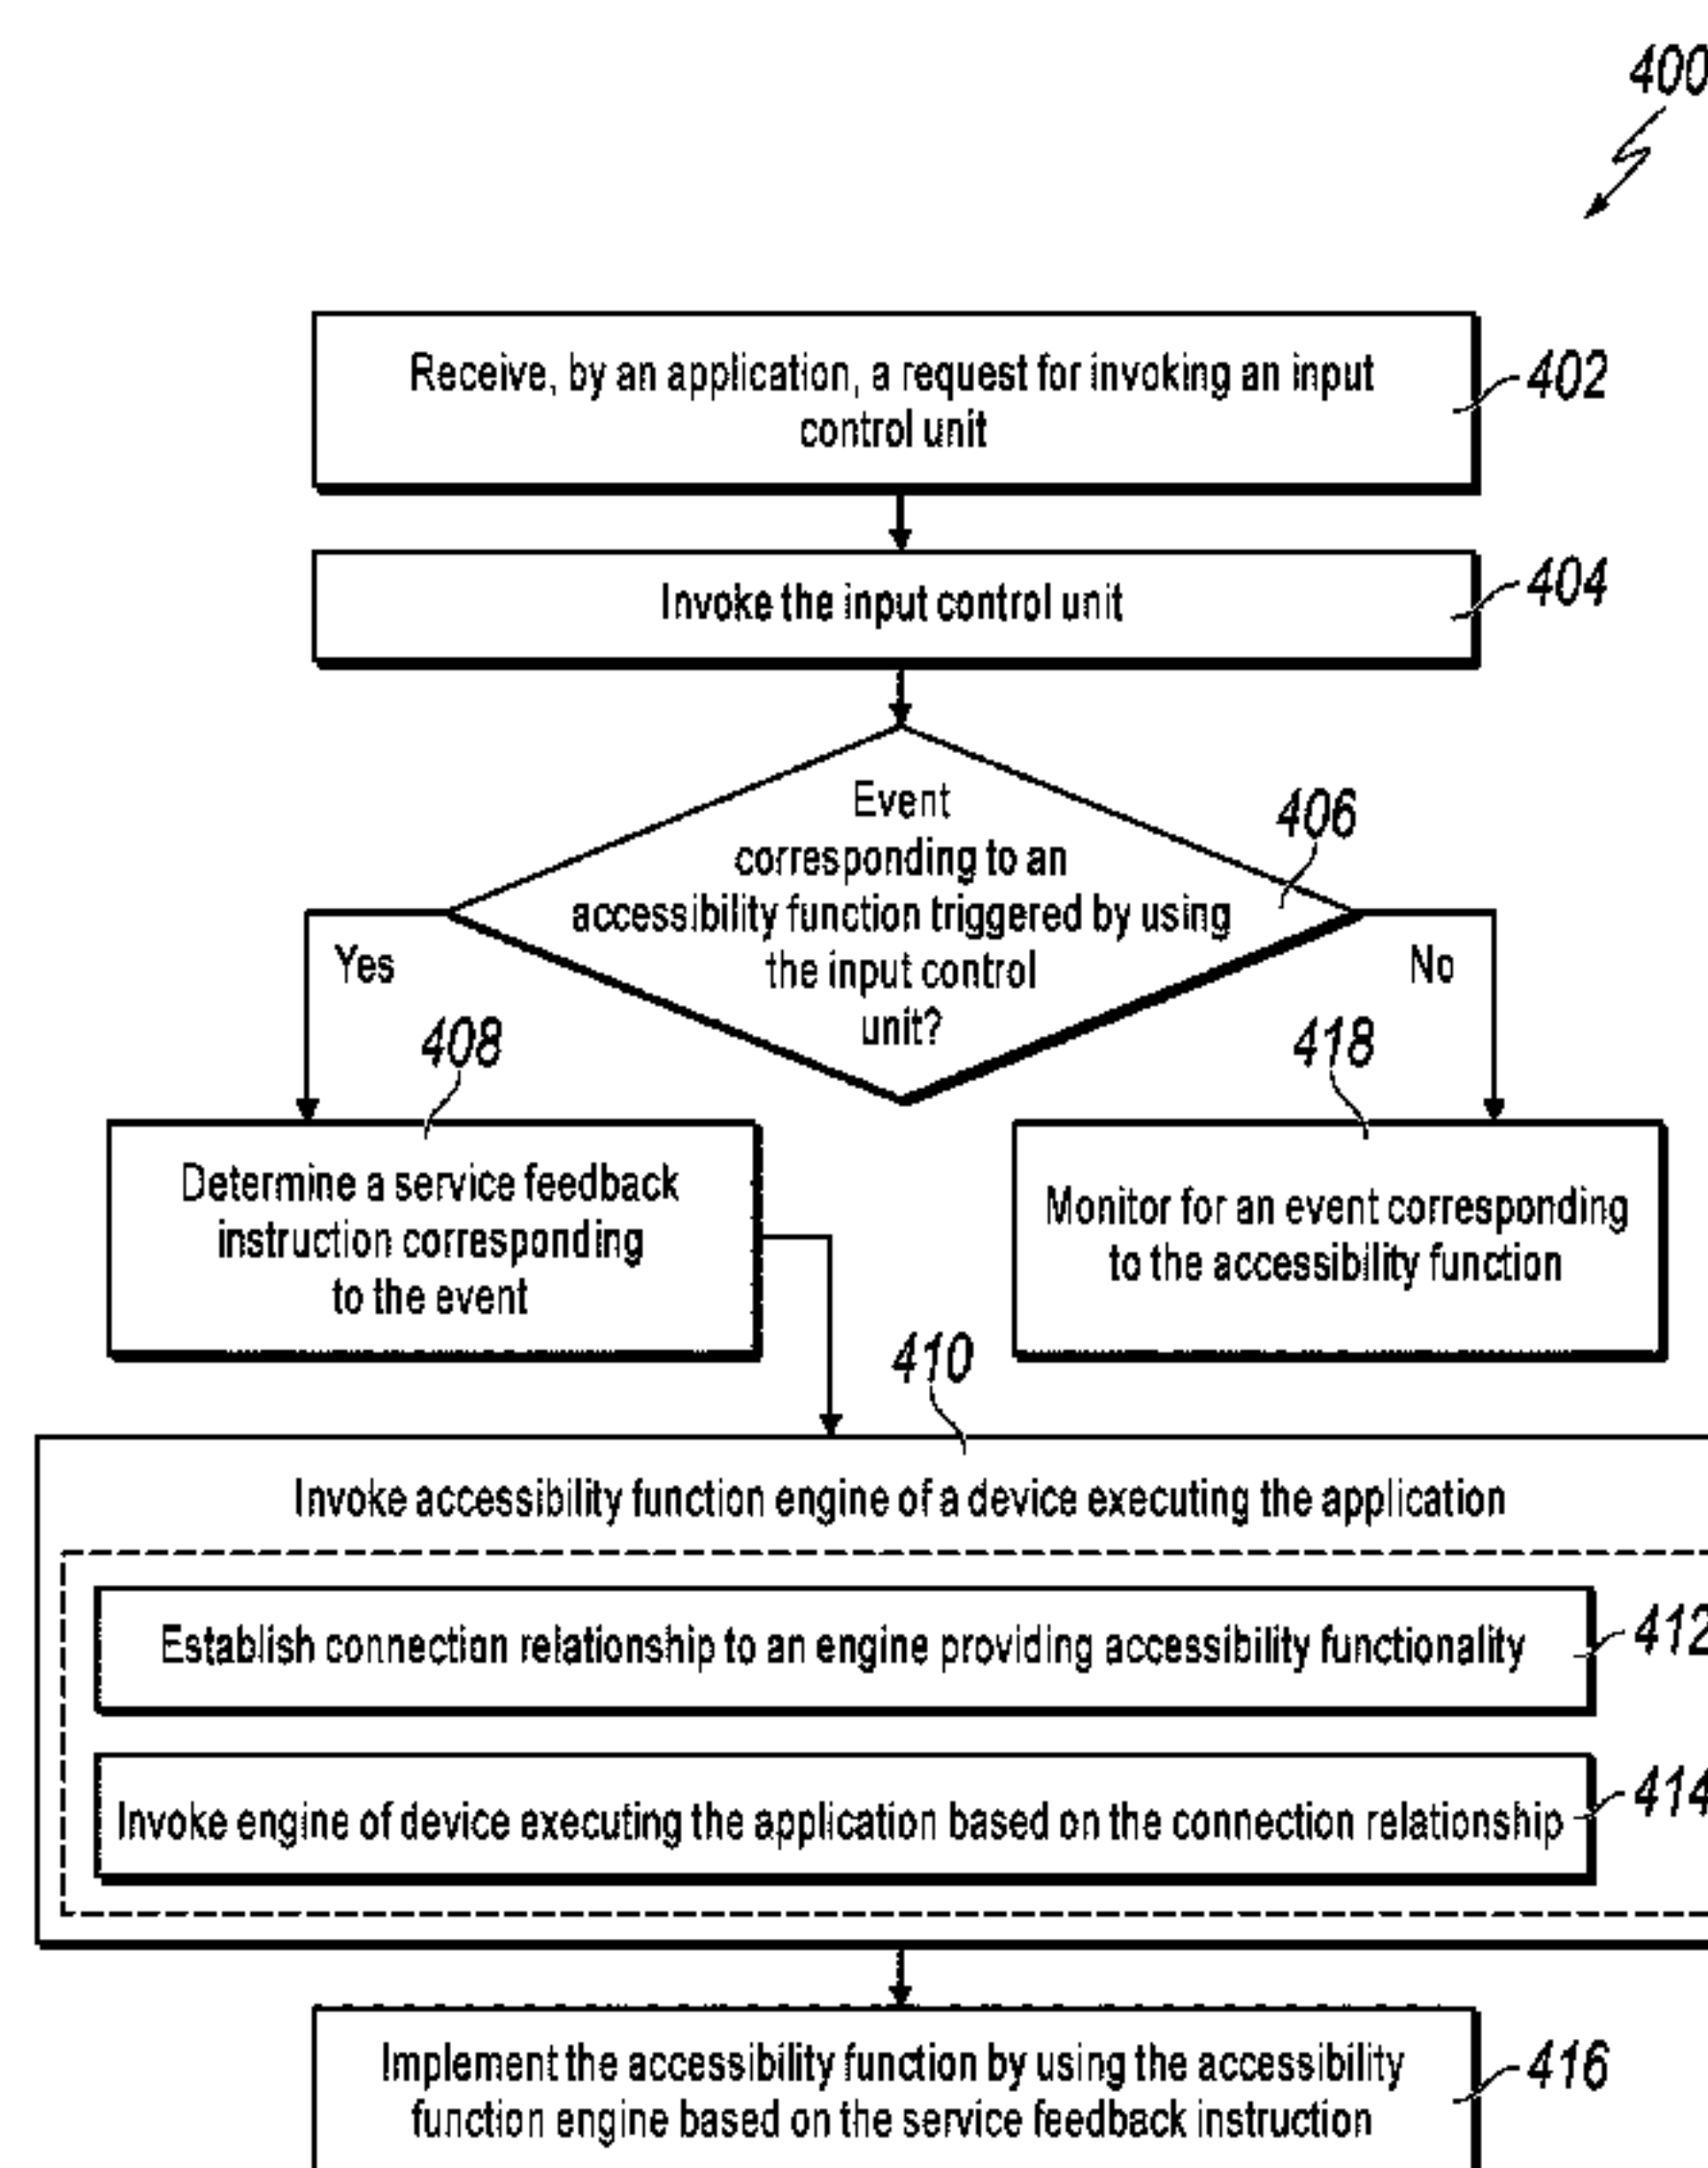 400
Receive, by an application, a request for invoking an input
control unit
402
Invoke the input control unit
404
Event
corresponding to an
accessibility function triggered by using
the input control
unit?
406
Yes
No
408
418
Determine a service feedback
instruction corresponding
to the event
Monitor for an event corresponding
to the accessibility function
410
Invoke accessibility function engine of a device executing the application
Establish connection relationship to an engine providing accessibility functionality
412
Invoke engine of device executing the application based on the connection relationship
414
Implement the accessibility function by using the accessibility
function engine based on the service feedback instruction
416